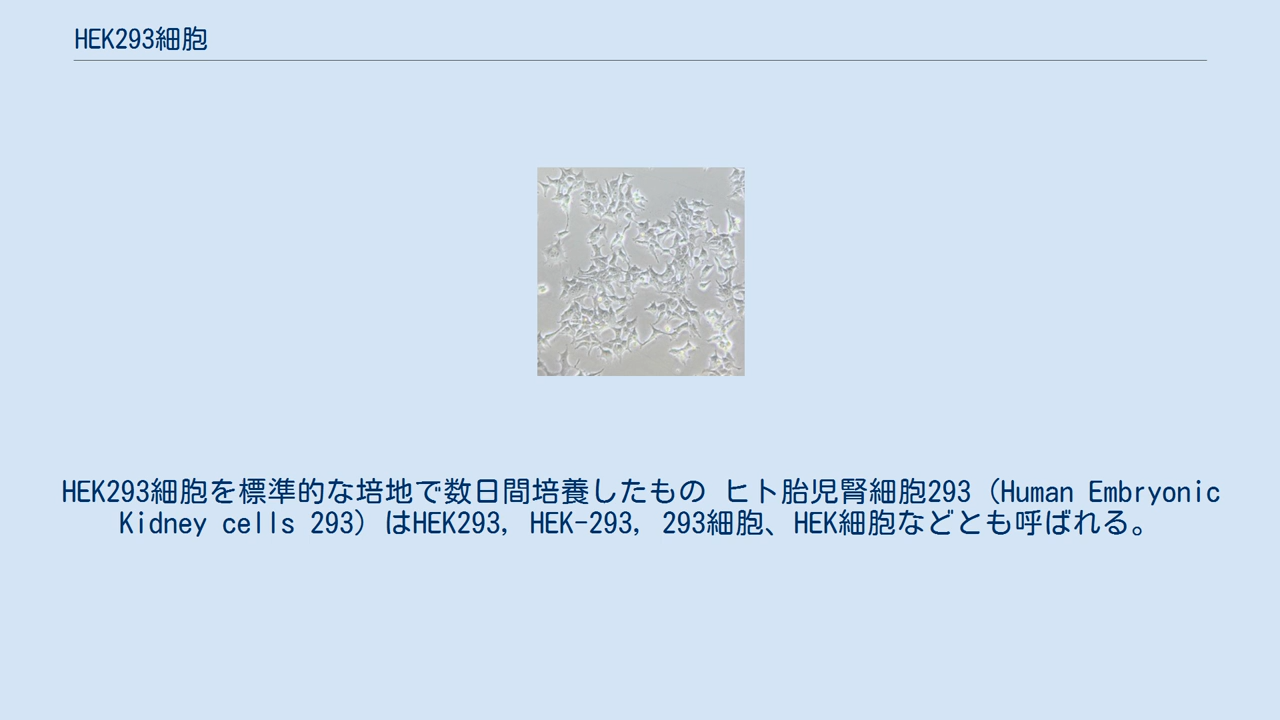 HEK293細胞
HEK293細胞を標準的な培地で数日間培養したもの ヒト胎児腎細胞293（Human Embryonic
Kidney cells 293）はHEK293, HEK-293, 293細胞、HEK細胞などとも呼ばれる。